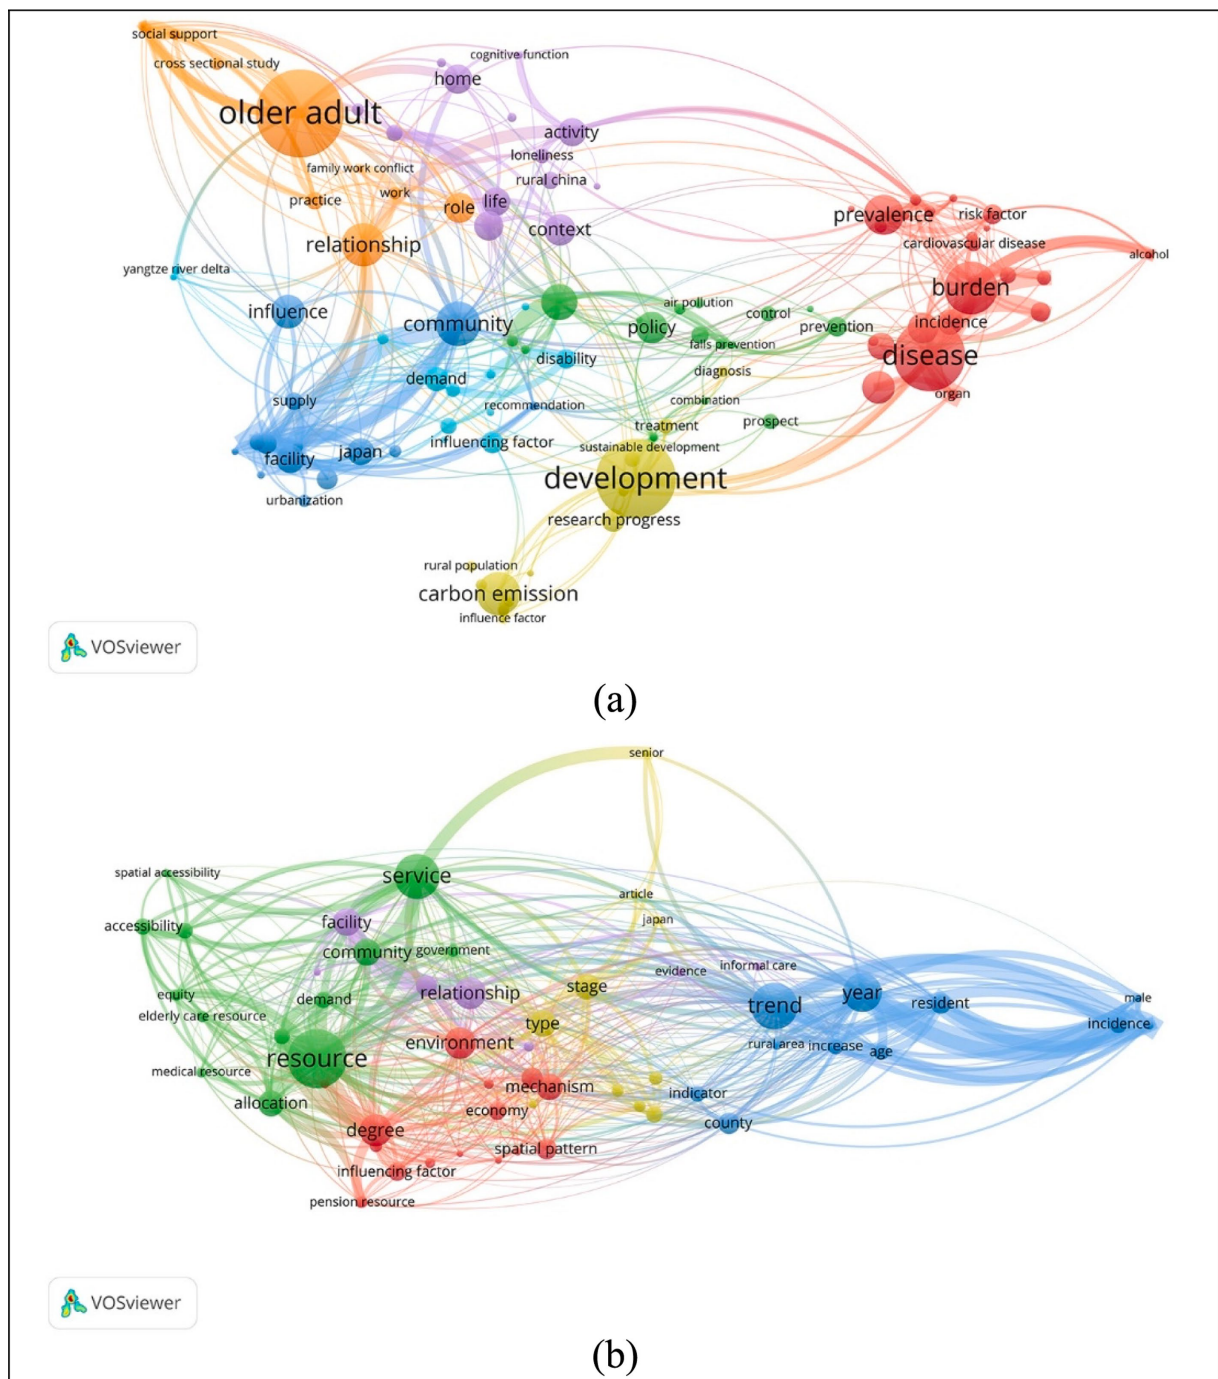 social support
cognitive function
cross sectional study
home
older adult
activity
loneliness
family work conflict
rural china
practice
work
role
life
prevalence
risk factor
relationship
context
cardiovascular disease
alcohol
yangtze river delta
burden
influence
air pollution
community
policy
control
prevention
incidence
falls prevention
disability
disease
demand
diagnosis
organ
supply
recommendation
combination
treatment
prospect
influencing factor
sustainable development
facility
japan
development
urbanization
research progress
rural population
carbon emission
influence factor
VOSviewer
(a)
senior
spatial accessibility
service
article
accessibility
facility
japan
community
government
evidence
informal care
equity
demand
relationship
stage
trend
year
resident
male
elderly care resource
type
incidence
resource
environment
rural area
increase
age
medical resource
mechanism
indicator
allocation
economy
degree
county
spatial pattern
influencing factor
pension resource
VOSviewer
(b)